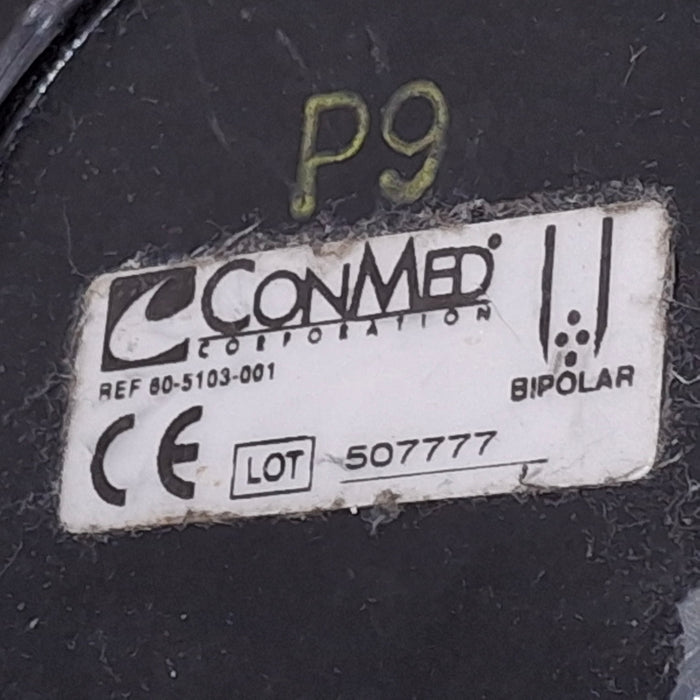 P9
CONMED
CORPORATION
REF 60-5103-001
BIPOLAR
CE
LOT 507777